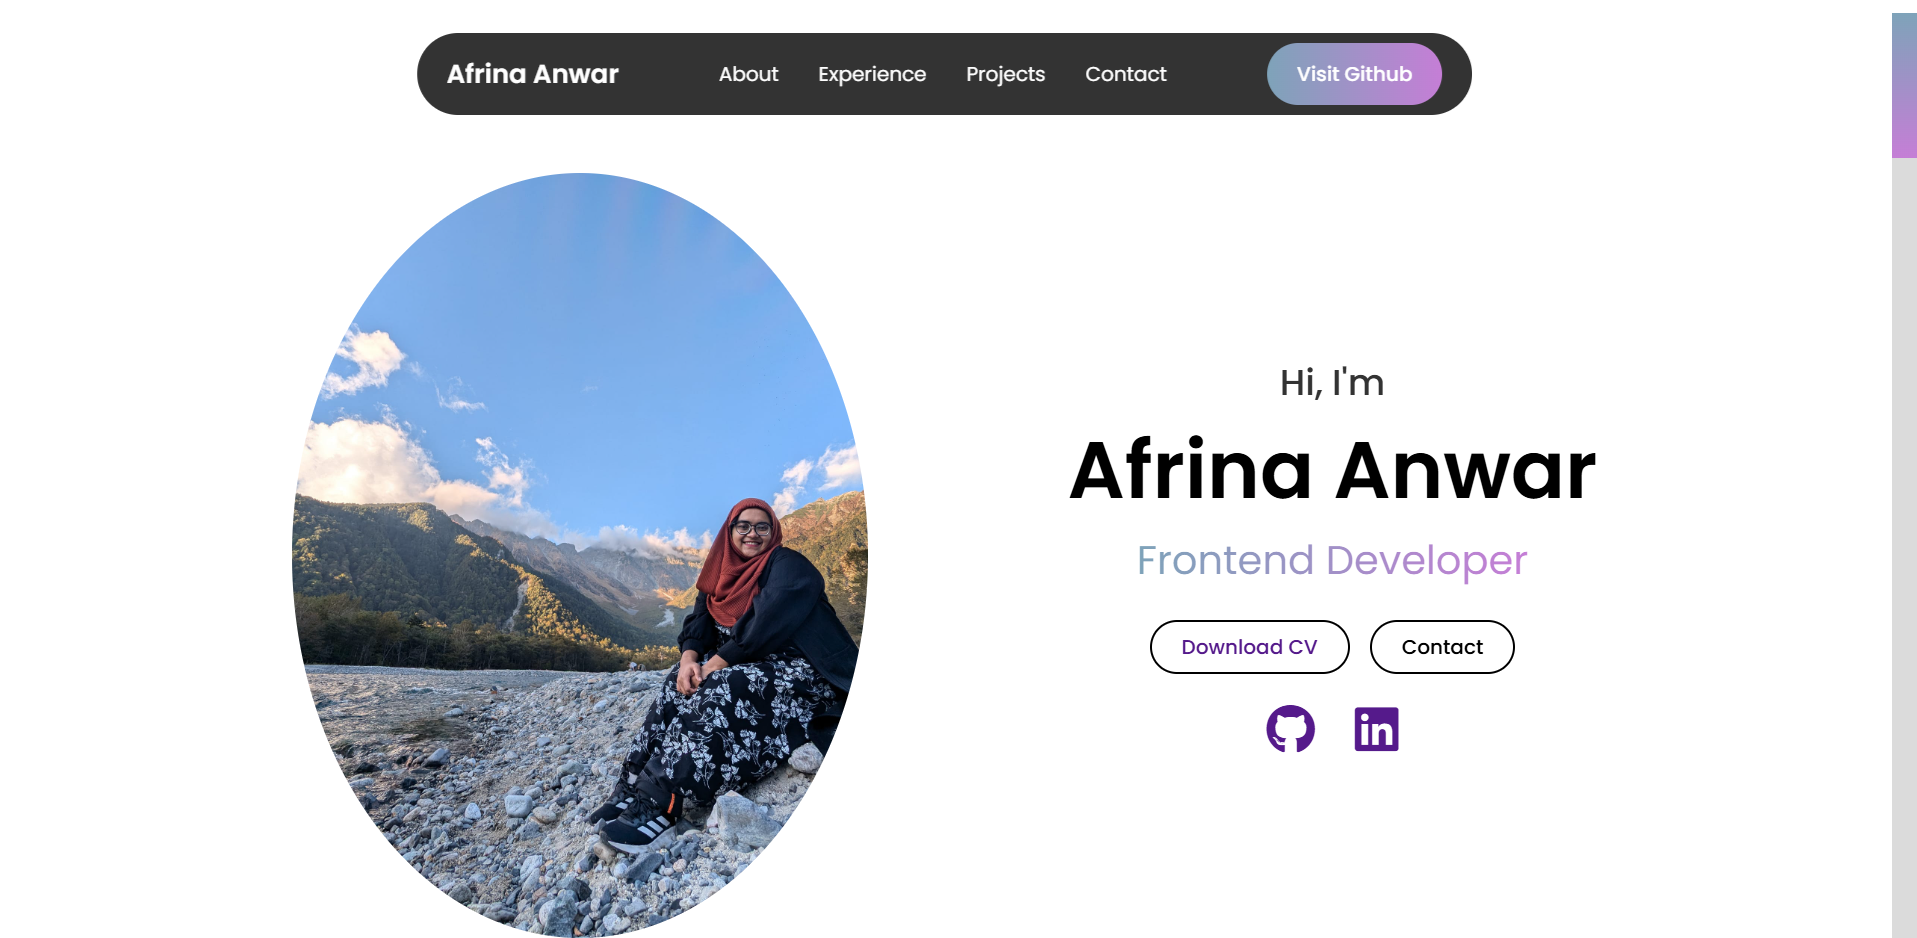 Afrina Anwar
About
Experience
Projects
Contact
Visit Github
Hi, I'm
Afrina Anwar
Frontend Developer
Download CV
Contact
in